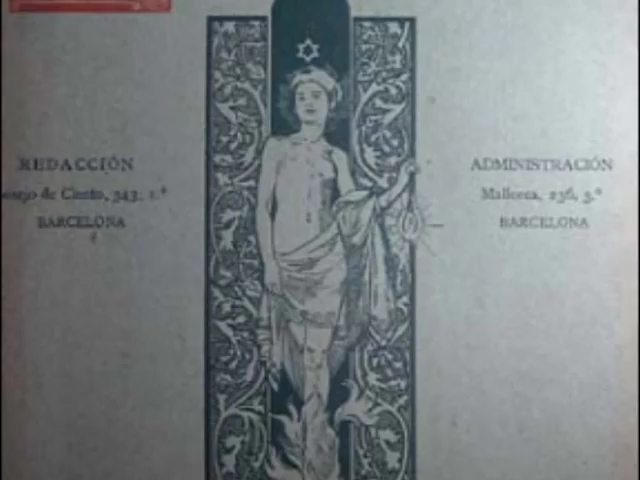 REDACCIÓN
de Ciento, 343, 1.º
BARCELONA
ADMINISTRACIÓN
Mallorca, 236, 3.º
BARCELONA